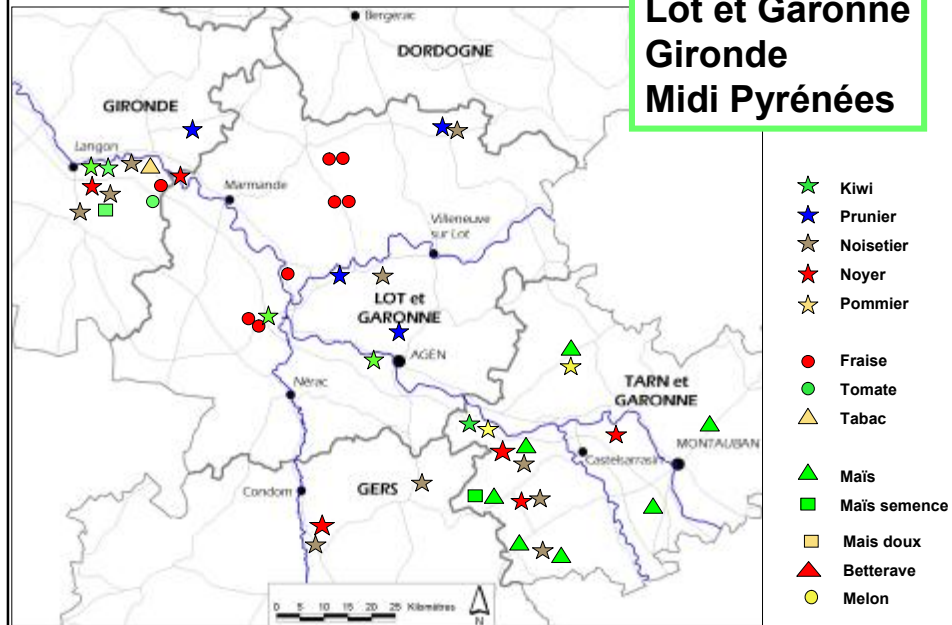 Lot et Garonne
Gironde
Midi Pyrénées
Bergerac
DORDOGNE
GIRONDE
Langon
Marmande
Villeneuve
sur Lot
LOT et
GARONNE
AGEN
Nérac
TARN et
GARONNE
MONTAUBAN
Castelsarrasin
Condom
GERS
0 5 10 15 20 25 Kilomètres
N
Kiwi
Prunier
Noisetier
Noyer
Pommier
Fraise
Tomate
Tabac
Maïs
Maïs semence
Mais doux
Betterave
Melon